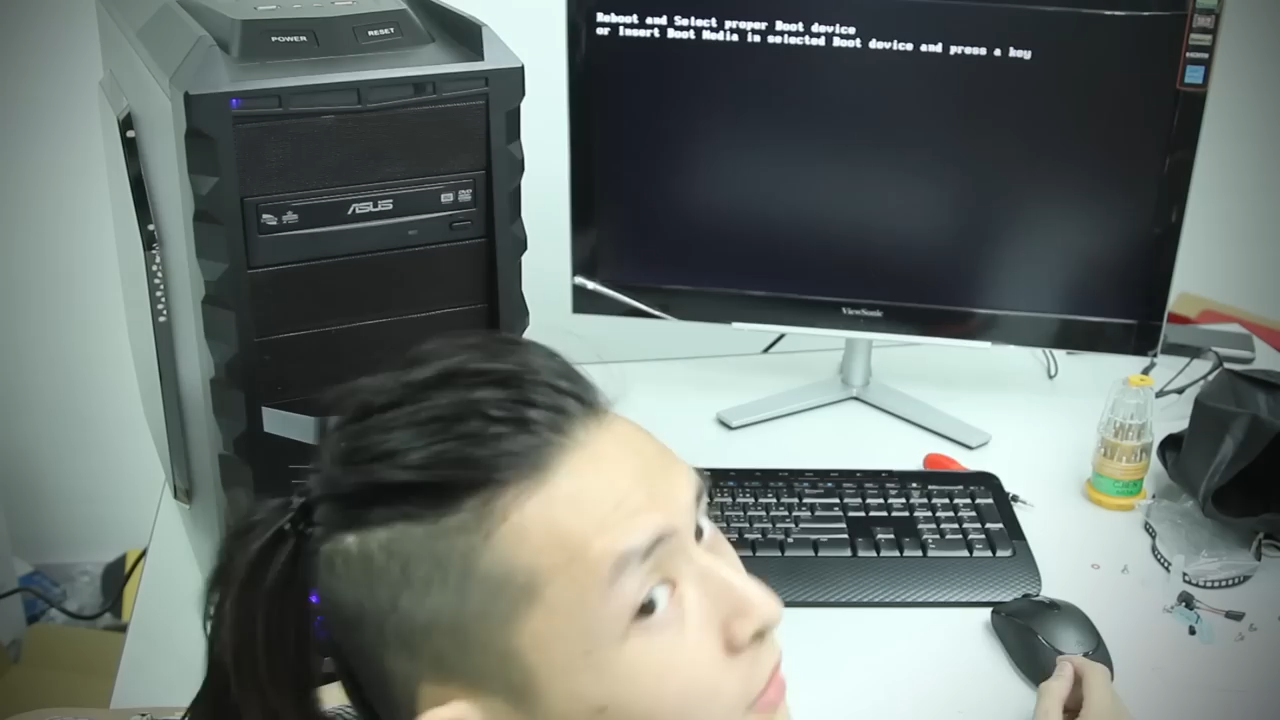 POWER
RESET
Reboot and Select proper Boot device
or Insert Boot Media in selected Boot device and press a key
ASUS
ViewSonic